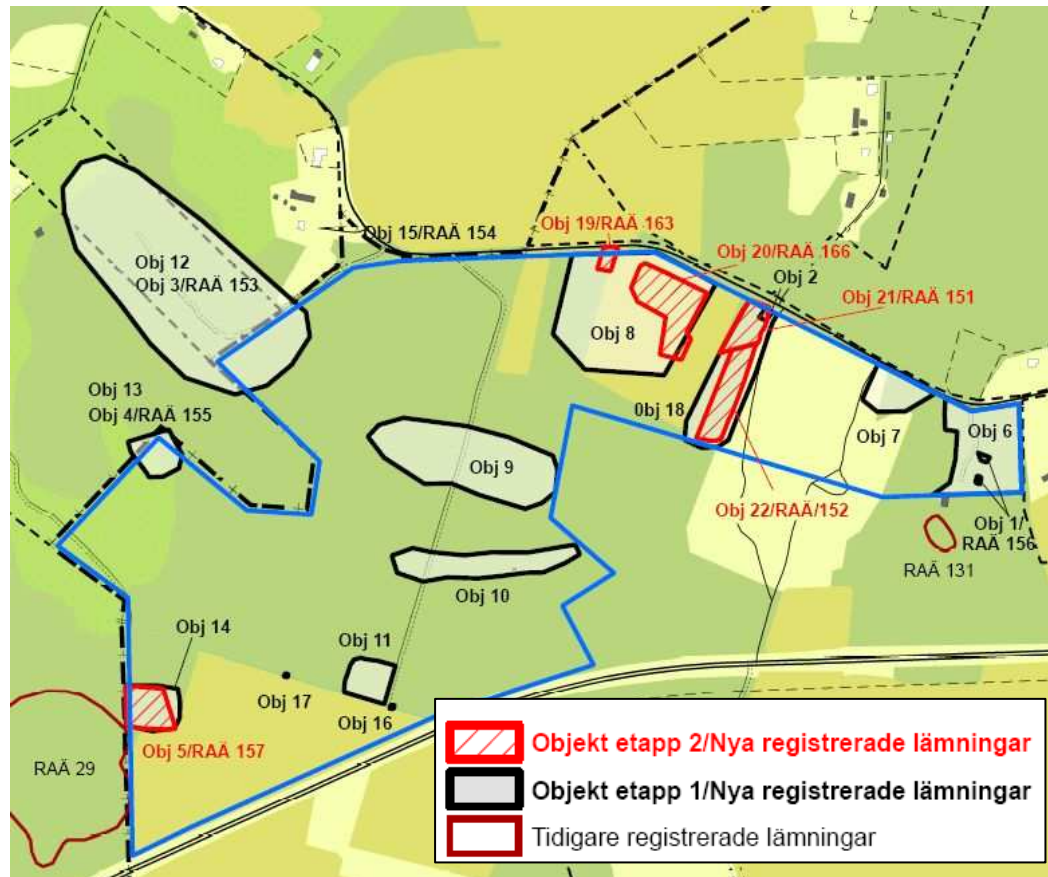 Obj 19/RAÄ 163
Obj 15/RAÄ 154
Obj 20/RAÄ 166
Obj 12
Obj 3/RAÄ 153
Obj 2
Obj 21/RAÄ 151
Obj 8
Obj 13
Obj 4/RAÄ 155
0bj 18
Obj 7
Obj 6
Obj 9
Obj 22/RAÄ/152
Obj 1/
RAÄ 156
RAÄ 131
Obj 10
Obj 14
Obj 11
Obj 17
Obj 16
Obj 5/RAÄ 157
RAÄ 29
Objekt etapp 2/Nya registrerade lämningar
Objekt etapp 1/Nya registrerade lämningar
Tidigare registrerade lämningar